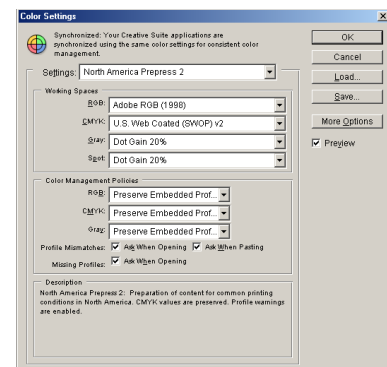 Color Settings
Synchronized: Your Creative Suite applications are
synchronized using the same color settings for consistent color
management.
OK
Cancel
Load...
Save...
More Options
Preview
Settings: North America Prepress 2
Working Spaces
RGB: Adobe RGB (1998)
CMYK: U.S. Web Coated (SWOP) v2
Gray: Dot Gain 20%
Spot: Dot Gain 20%
Color Management Policies
RGB: Preserve Embedded Prof...
CMYK: Preserve Embedded Prof...
Gray: Preserve Embedded Prof...
Profile Mismatches: Ask When Opening Ask When Pasting
Missing Profiles: Ask When Opening
Description
North America Prepress 2: Preparation of content for common printing
conditions in North America. CMYK values are preserved. Profile warnings
are enabled.